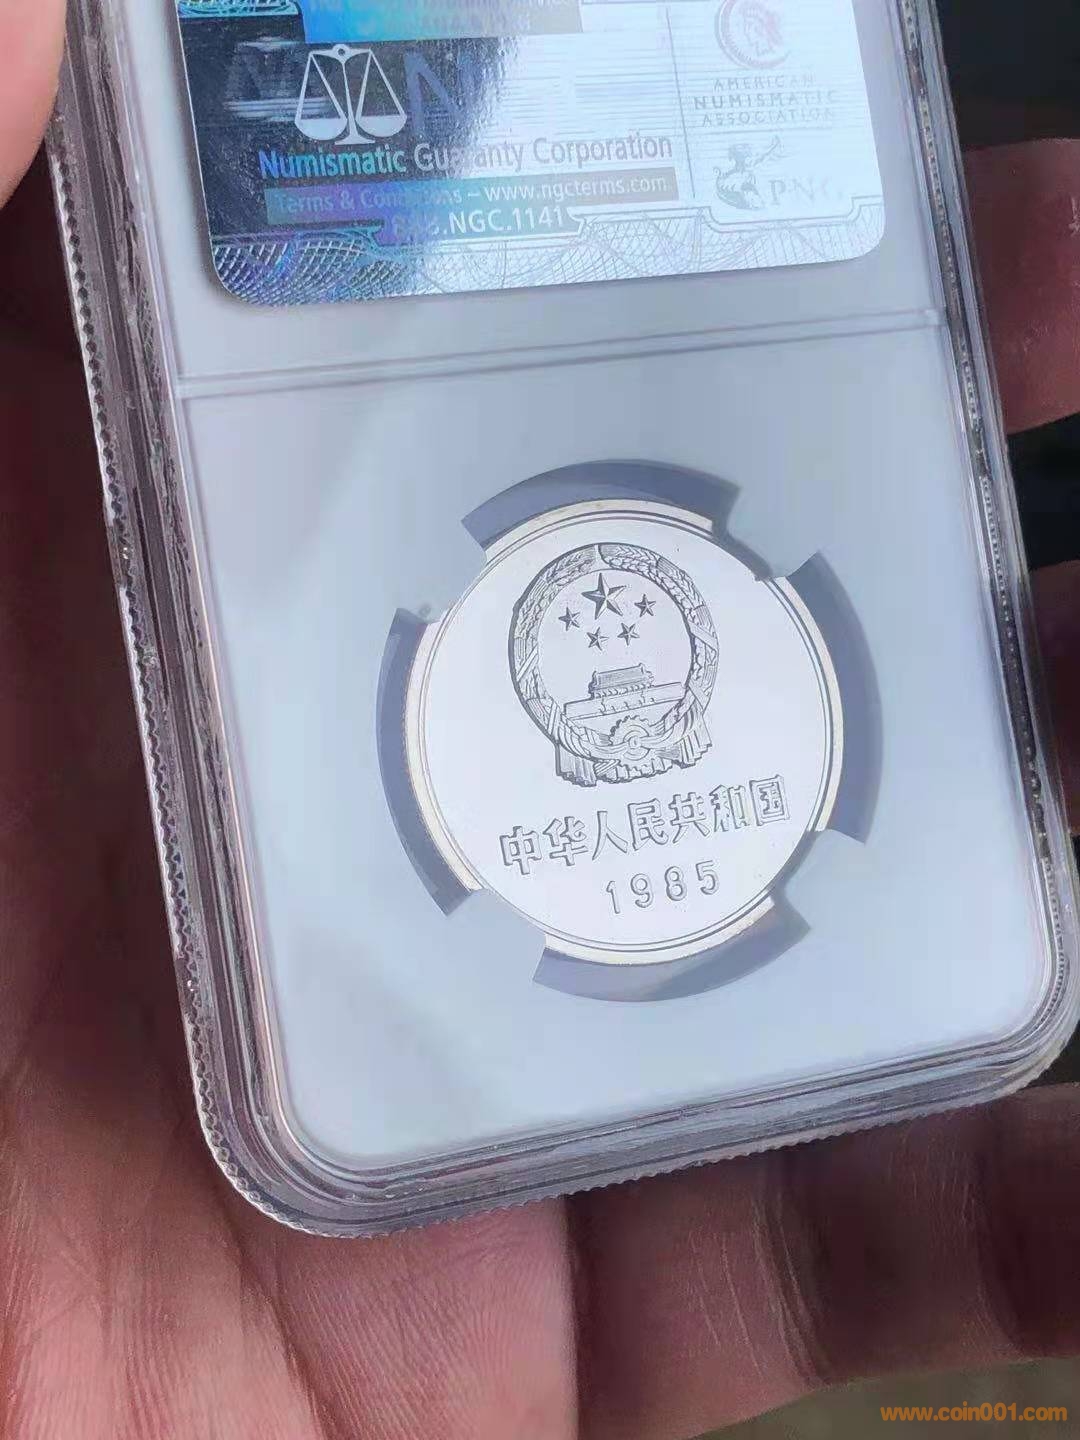 AMERICAN
NUMISMATIC
ASSOCIATION
Numismatic Guaranty Corporation
Terms & Conditions – www.ngcterms.com
PNG
888.NGC.1141
中华人民共和国
1985
www.coin001.com